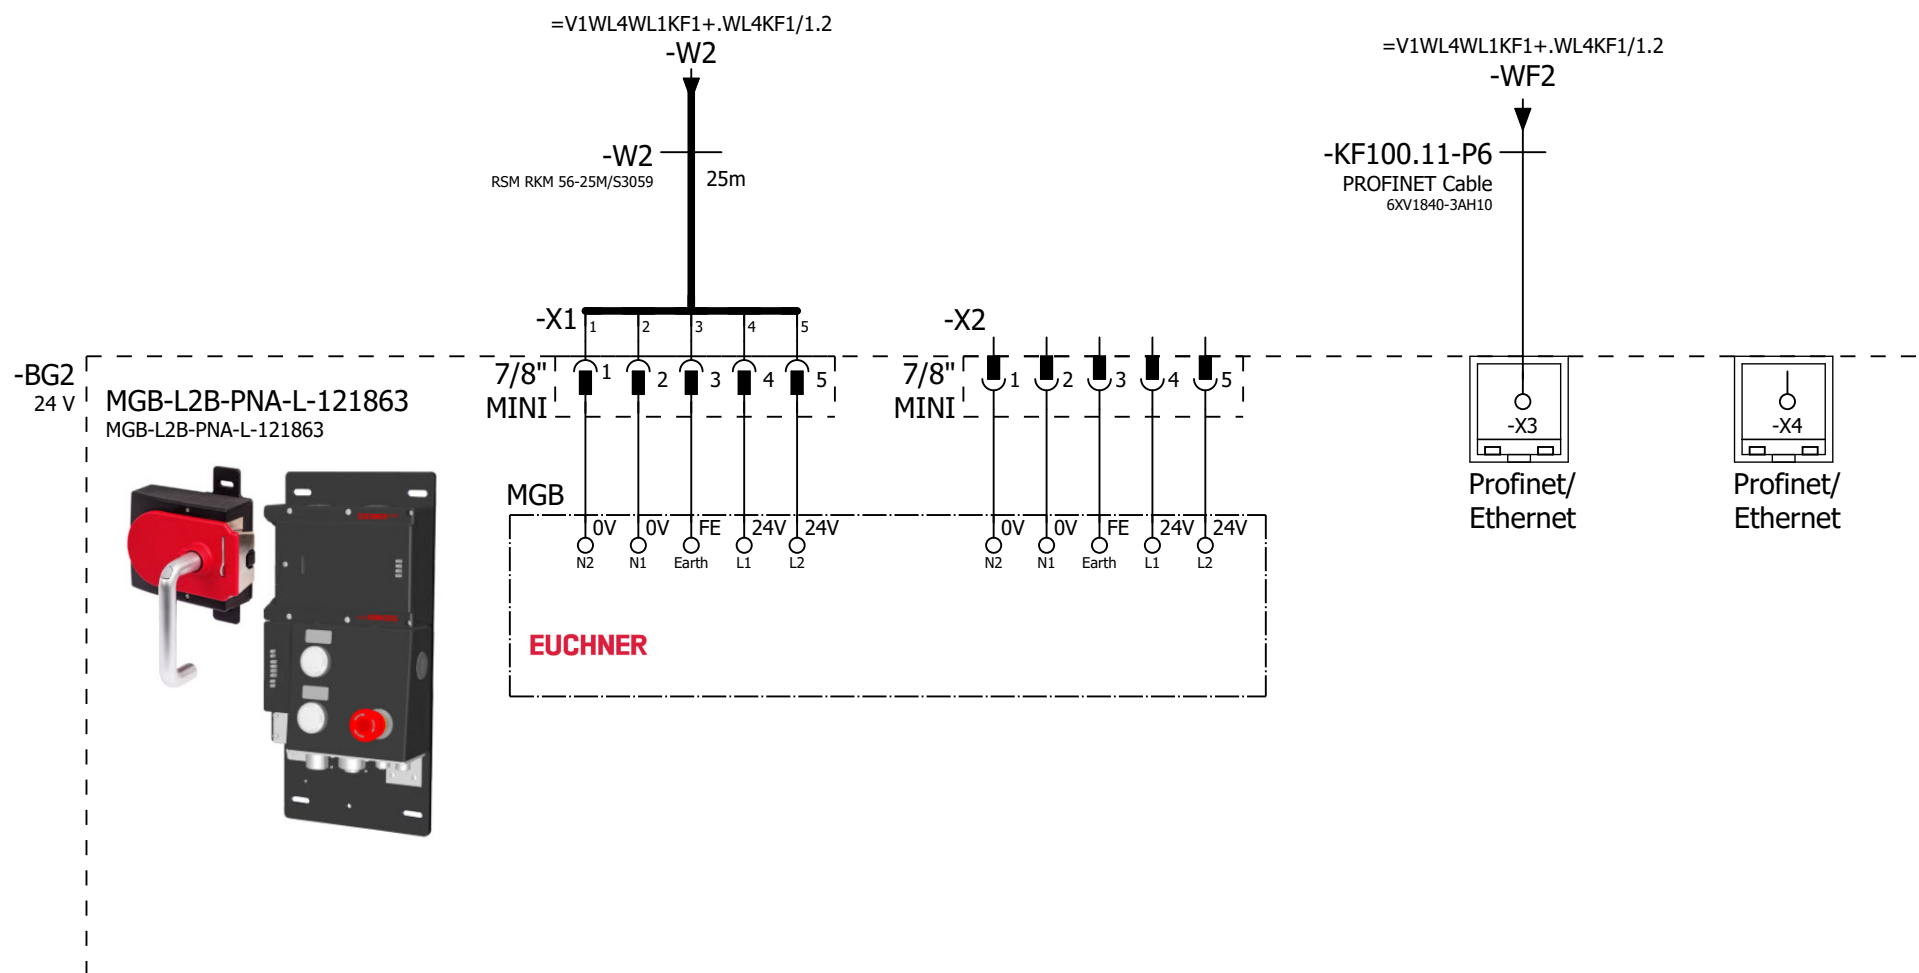 =V1WL4WL1KF1+.WL4KF1/1.2
-W2
=V1WL4WL1KF1+.WL4KF1/1.2
-WF2
-W2
RSM RKM 56-25M/S3059
25m
-KF100.11-P6
PROFINET Cable
6XV1840-3AH10
-X1
1 2 3 4 5
-X2
-BG2
24 V
MGB-L2B-PNA-L-121863
MGB-L2B-PNA-L-121863
7/8"
MINI
1 2 3 4 5
7/8"
MINI
1 2 3 4 5
-X3
-X4
Profinet/
Ethernet
Profinet/
Ethernet
MGB
0V 0V FE 24V 24V
N2 N1 Earth L1 L2
0V 0V FE 24V 24V
N2 N1 Earth L1 L2
EUCHNER